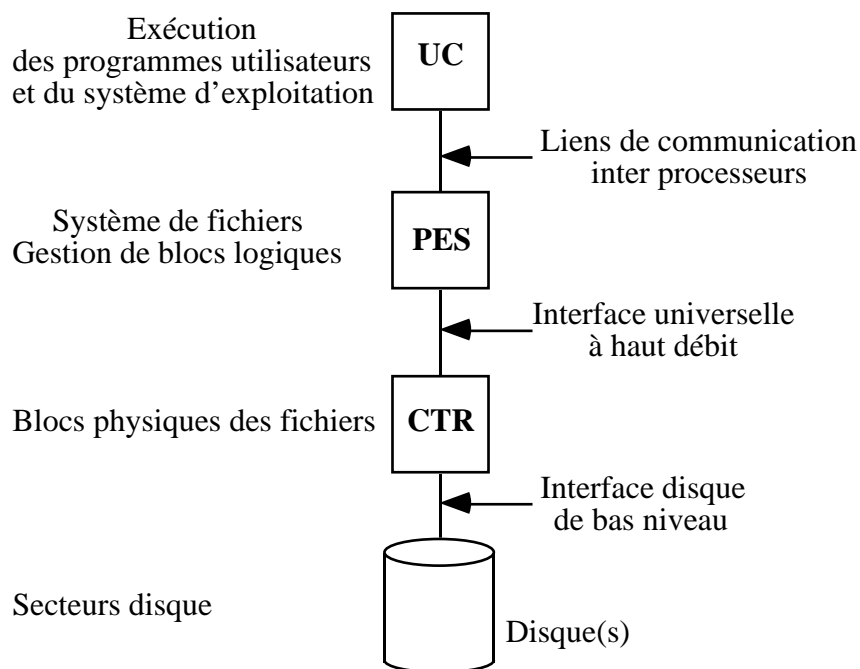 Exécution
des programmes utilisateurs
et du système d'exploitation
UC
Liens de communication
inter processeurs
Système de fichiers
Gestion de blocs logiques
PES
Interface universelle
à haut débit
Blocs physiques des fichiers
CTR
Interface disque
de bas niveau
Secteurs disque
Disque(s)